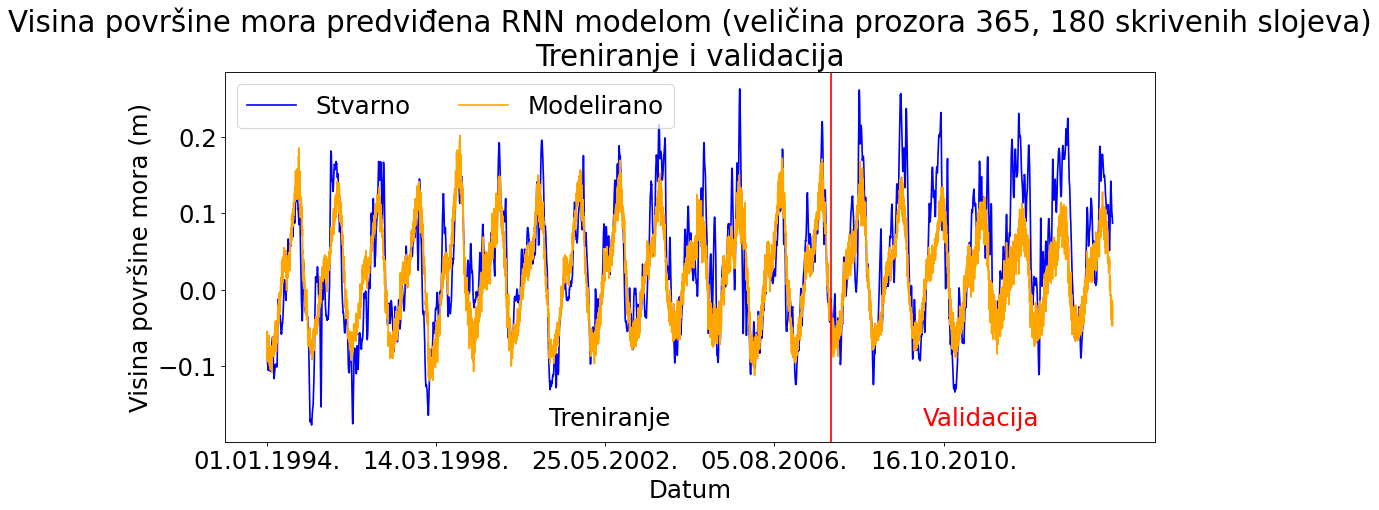 Visina površine mora predviđena RNN modelom (veličina prozora 365, 180 skrivenih slojeva)
Treniranje i validacija
Stvarno Modelirano
Visina površine mora (m)
0.2
0.1
0.0
−0.1
Treniranje Validacija
01.01.1994. 14.03.1998. 25.05.2002. 05.08.2006. 16.10.2010.
Datum